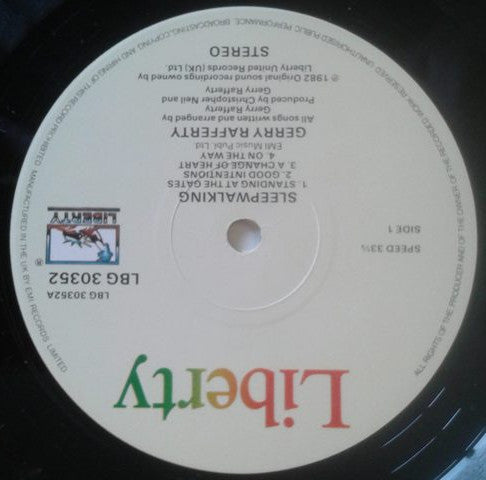 Liberty
LBG 30352A
LBG 30352
LIBERTY
®
SPEED 33⅓
SIDE 1
SLEEPWALKING
1. STANDING AT THE GATES
2. GOOD INTENTIONS
3. A CHANGE OF HEART
4. ON THE WAY
EMI Music Publ. Ltd.
GERRY RAFFERTY
All songs written and arranged by
Gerry Rafferty
Produced by Christopher Neil and
Gerry Rafferty
℗ 1982 Original sound recordings owned by
Liberty United Records (UK) Ltd.
STEREO
ALL RIGHTS OF THE PRODUCER AND OF THE OWNER OF THE RECORDED WORK RESERVED. UNAUTHORISED PUBLIC PERFORMANCE, BROADCASTING, COPYING AND HIRING OF THIS RECORD PROHIBITED. MANUFACTURED IN THE UK BY EMI RECORDS LIMITED